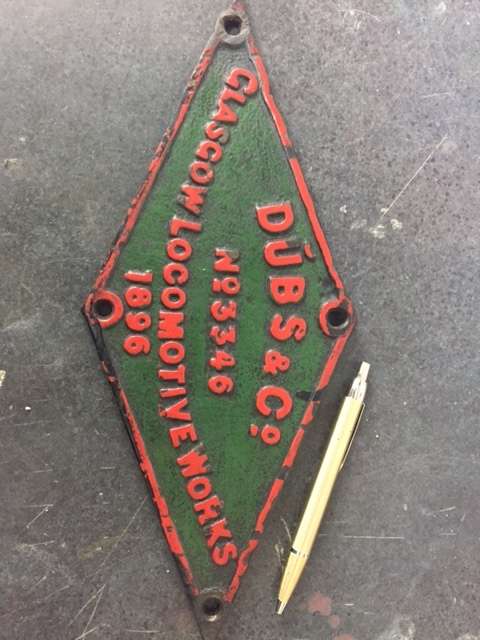 DÜBS & Co
No 3346
GLASGOW LOCOMOTIVE WORKS
1896